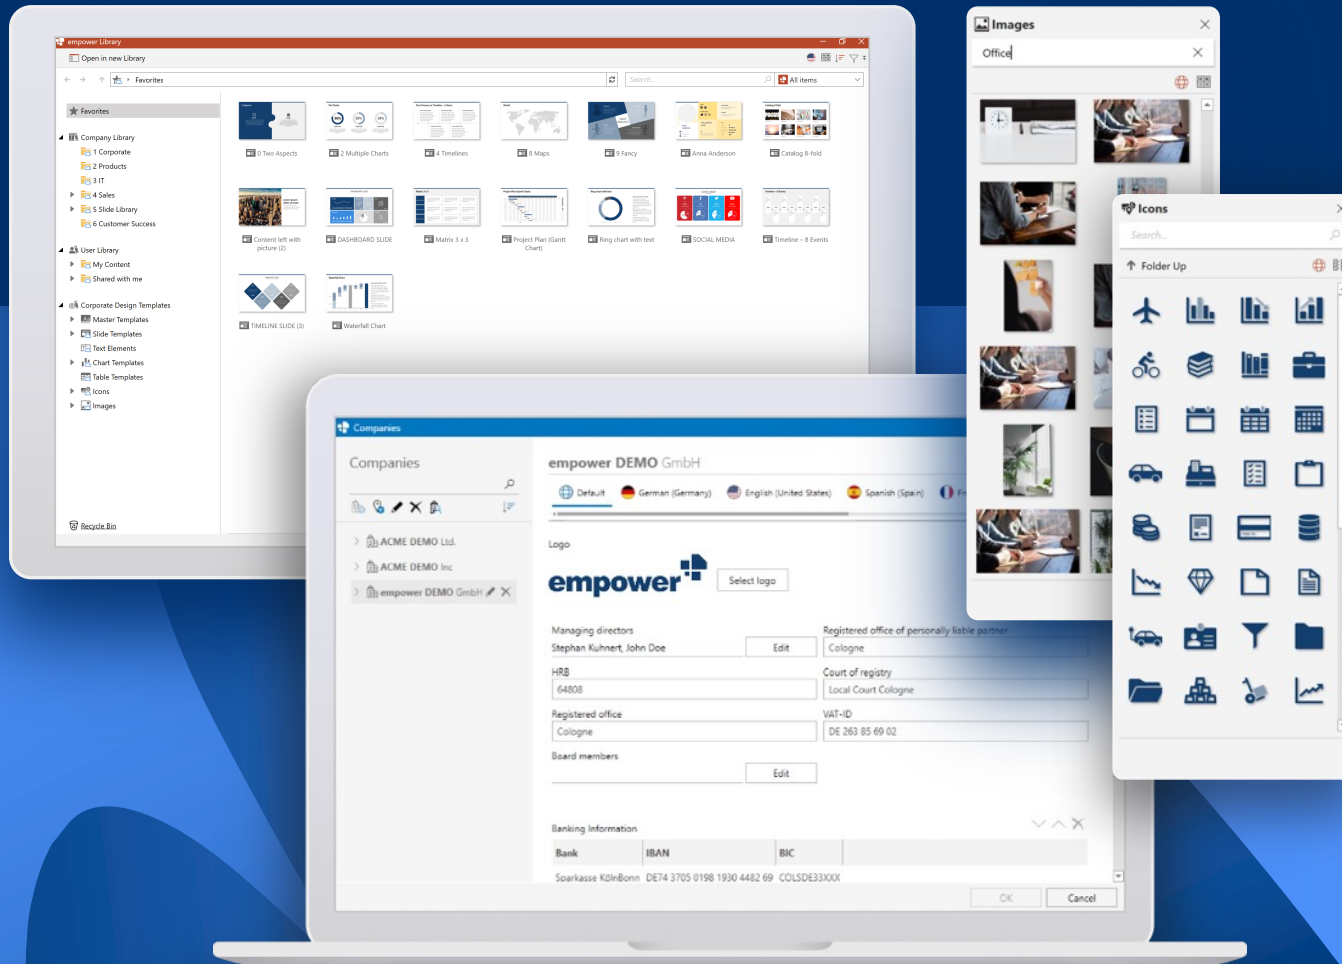 empower Library
Open in new Library
Favorites
Search...
All items
Favorites
Company Library
1 Corporate
2 Products
3 IT
4 Sales
5 Slide Library
6 Customer Success
User Library
My Content
Shared with me
Corporate Design Templates
Master Templates
Slide Templates
Text Elements
Chart Templates
Table Templates
Icons
Images
Recycle Bin
0 Two Aspects
2 Multiple Charts
4 Timelines
8 Maps
9 Fancy
Anna Anderson
Catalog 8-fold
Content left with
picture (2)
DASHBOARD SLIDE
Matrix 3 x 3
Project Plan (Gantt
Chart)
Ring chart with text
SOCIAL MEDIA
Timeline – 8 Events
TIMELINE SLIDE (3)
Waterfall Chart
Images
Office
Icons
Search...
Folder Up
Companies
Companies
ACME DEMO Ltd.
ACME DEMO Inc
empower DEMO GmbH
empower DEMO GmbH
Default
German (Germany)
English (United States)
Spanish (Spain)
Logo
empower
Select logo
Managing directors
Stephan Kuhnert, John Doe
Edit
Registered office of personally liable partner
Cologne
HRB
64808
Court of registry
Local Court Cologne
Registered office
Cologne
VAT-ID
DE 263 85 69 02
Board members
Edit
Banking Information
Bank IBAN BIC
Sparkasse KölnBonn DE74 3705 0198 1930 4482 69 COLSDE33XXX
OK
Cancel